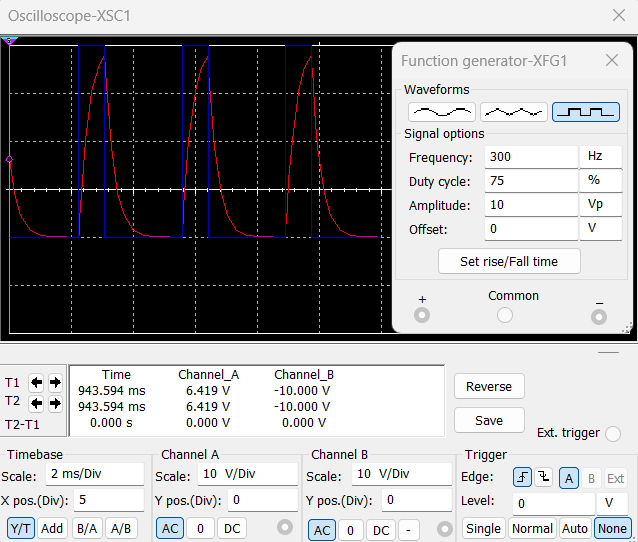 Oscilloscope-XSC1
Function generator-XFG1
Waveforms
Signal options
Frequency: 300 Hz
Duty cycle: 75 %
Amplitude: 10 Vp
Offset: 0 V
Set rise/Fall time
+ Common −
Time Channel_A Channel_B
T1 943.594 ms 6.419 V -10.000 V
T2 943.594 ms 6.419 V -10.000 V
T2-T1 0.000 s 0.000 V 0.000 V
Reverse
Save
Ext. trigger
Timebase Channel A Channel B Trigger
Scale: 2 ms/Div Scale: 10 V/Div Scale: 10 V/Div Edge: A B Ext
X pos.(Div): 5 Y pos.(Div): 0 Y pos.(Div): 0 Level: 0 V
Y/T Add B/A A/B AC 0 DC AC 0 DC - Single Normal Auto None